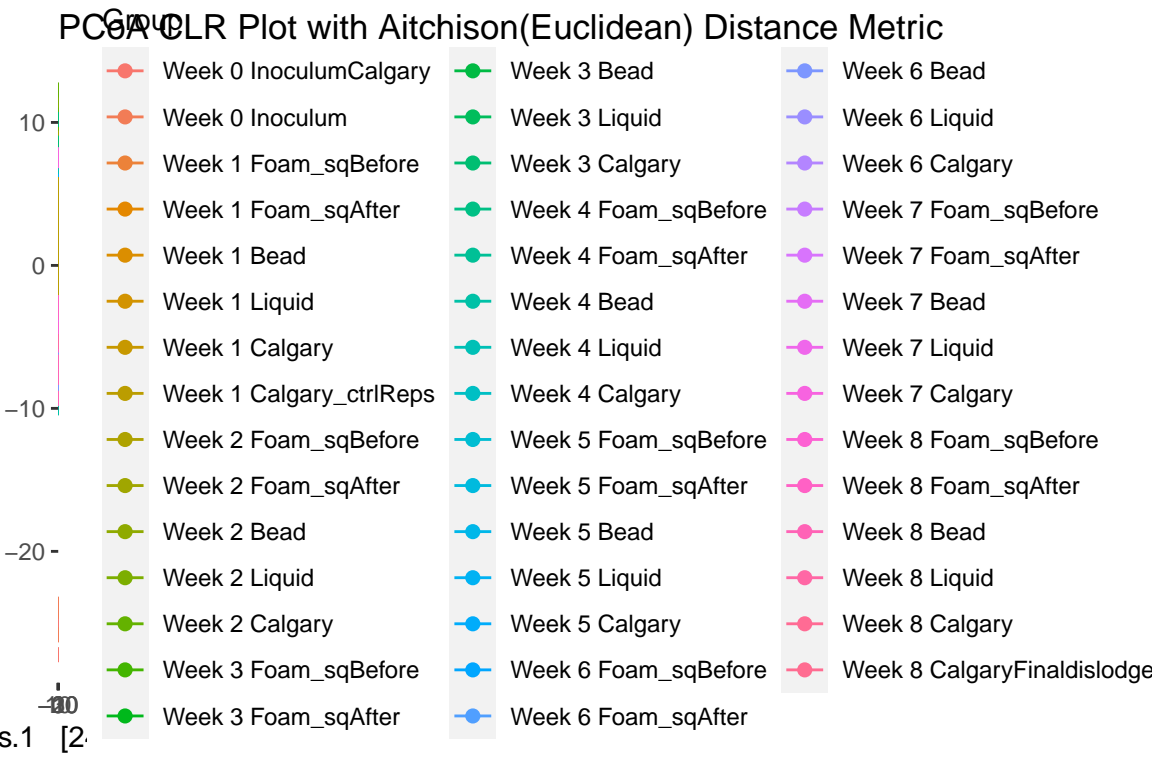 PCoA CLR Plot with Aitchison(Euclidean) Distance Metric
Group
Week 0 InoculumCalgary
Week 0 Inoculum
Week 1 Foam_sqBefore
Week 1 Foam_sqAfter
Week 1 Bead
Week 1 Liquid
Week 1 Calgary
Week 1 Calgary_ctrlReps
Week 2 Foam_sqBefore
Week 2 Foam_sqAfter
Week 2 Bead
Week 2 Liquid
Week 2 Calgary
Week 3 Foam_sqBefore
Week 3 Foam_sqAfter
Week 3 Bead
Week 3 Liquid
Week 3 Calgary
Week 4 Foam_sqBefore
Week 4 Foam_sqAfter
Week 4 Bead
Week 4 Liquid
Week 4 Calgary
Week 5 Foam_sqBefore
Week 5 Foam_sqAfter
Week 5 Bead
Week 5 Liquid
Week 5 Calgary
Week 6 Foam_sqBefore
Week 6 Foam_sqAfter
Week 6 Bead
Week 6 Liquid
Week 6 Calgary
Week 7 Foam_sqBefore
Week 7 Foam_sqAfter
Week 7 Bead
Week 7 Liquid
Week 7 Calgary
Week 8 Foam_sqBefore
Week 8 Foam_sqAfter
Week 8 Bead
Week 8 Liquid
Week 8 Calgary
Week 8 CalgaryFinaldislodge
10
0
−10
−20
s.1 [2